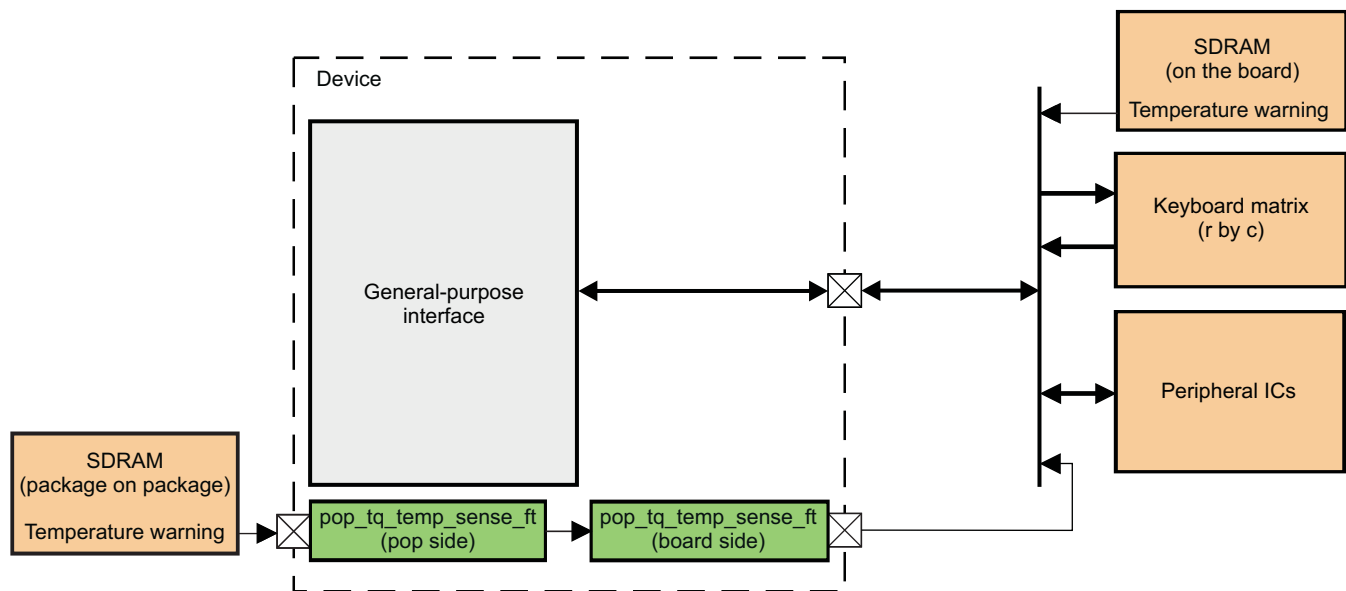 Device
General-purpose
interface
SDRAM
(on the board)
Temperature warning
Keyboard matrix
(r by c)
Peripheral ICs
SDRAM
(package on package)
Temperature warning
pop_tq_temp_sense_ft
(pop side)
pop_tq_temp_sense_ft
(board side)